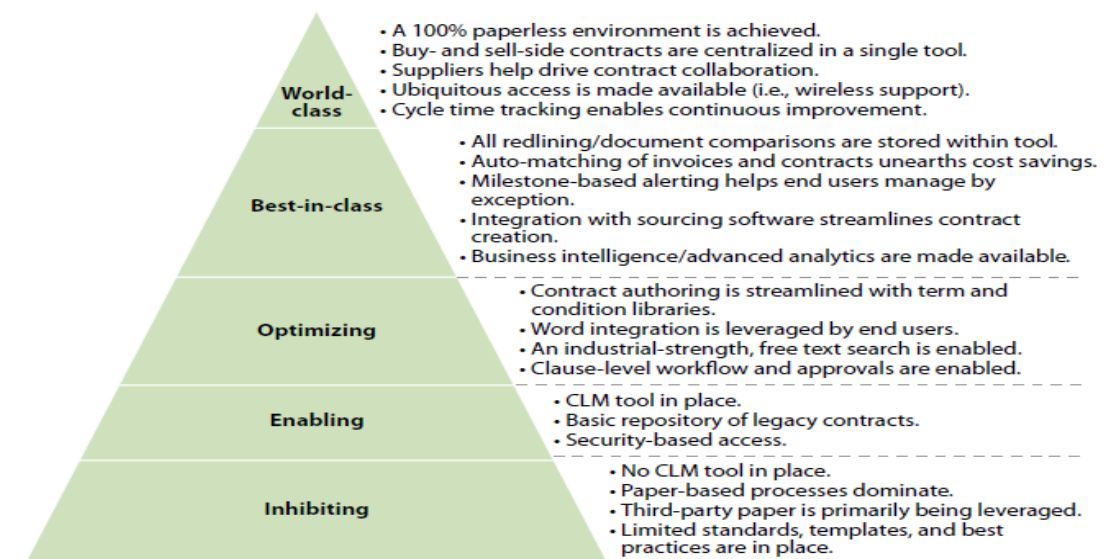 • A 100% paperless environment is achieved.
• Buy- and sell-side contracts are centralized in a single tool.
• Suppliers help drive contract collaboration.
• Ubiquitous access is made available (i.e., wireless support).
• Cycle time tracking enables continuous improvement.
World-
class
• All redlining/document comparisons are stored within tool.
• Auto-matching of invoices and contracts unearths cost savings.
• Milestone-based alerting helps end users manage by
exception.
• Integration with sourcing software streamlines contract
creation.
• Business intelligence/advanced analytics are made available.
Best-in-class
• Contract authoring is streamlined with term and
condition libraries.
• Word integration is leveraged by end users.
• An industrial-strength, free text search is enabled.
• Clause-level workflow and approvals are enabled.
Optimizing
• CLM tool in place.
• Basic repository of legacy contracts.
• Security-based access.
Enabling
• No CLM tool in place.
• Paper-based processes dominate.
• Third-party paper is primarily being leveraged.
• Limited standards, templates, and best
practices are in place.
Inhibiting